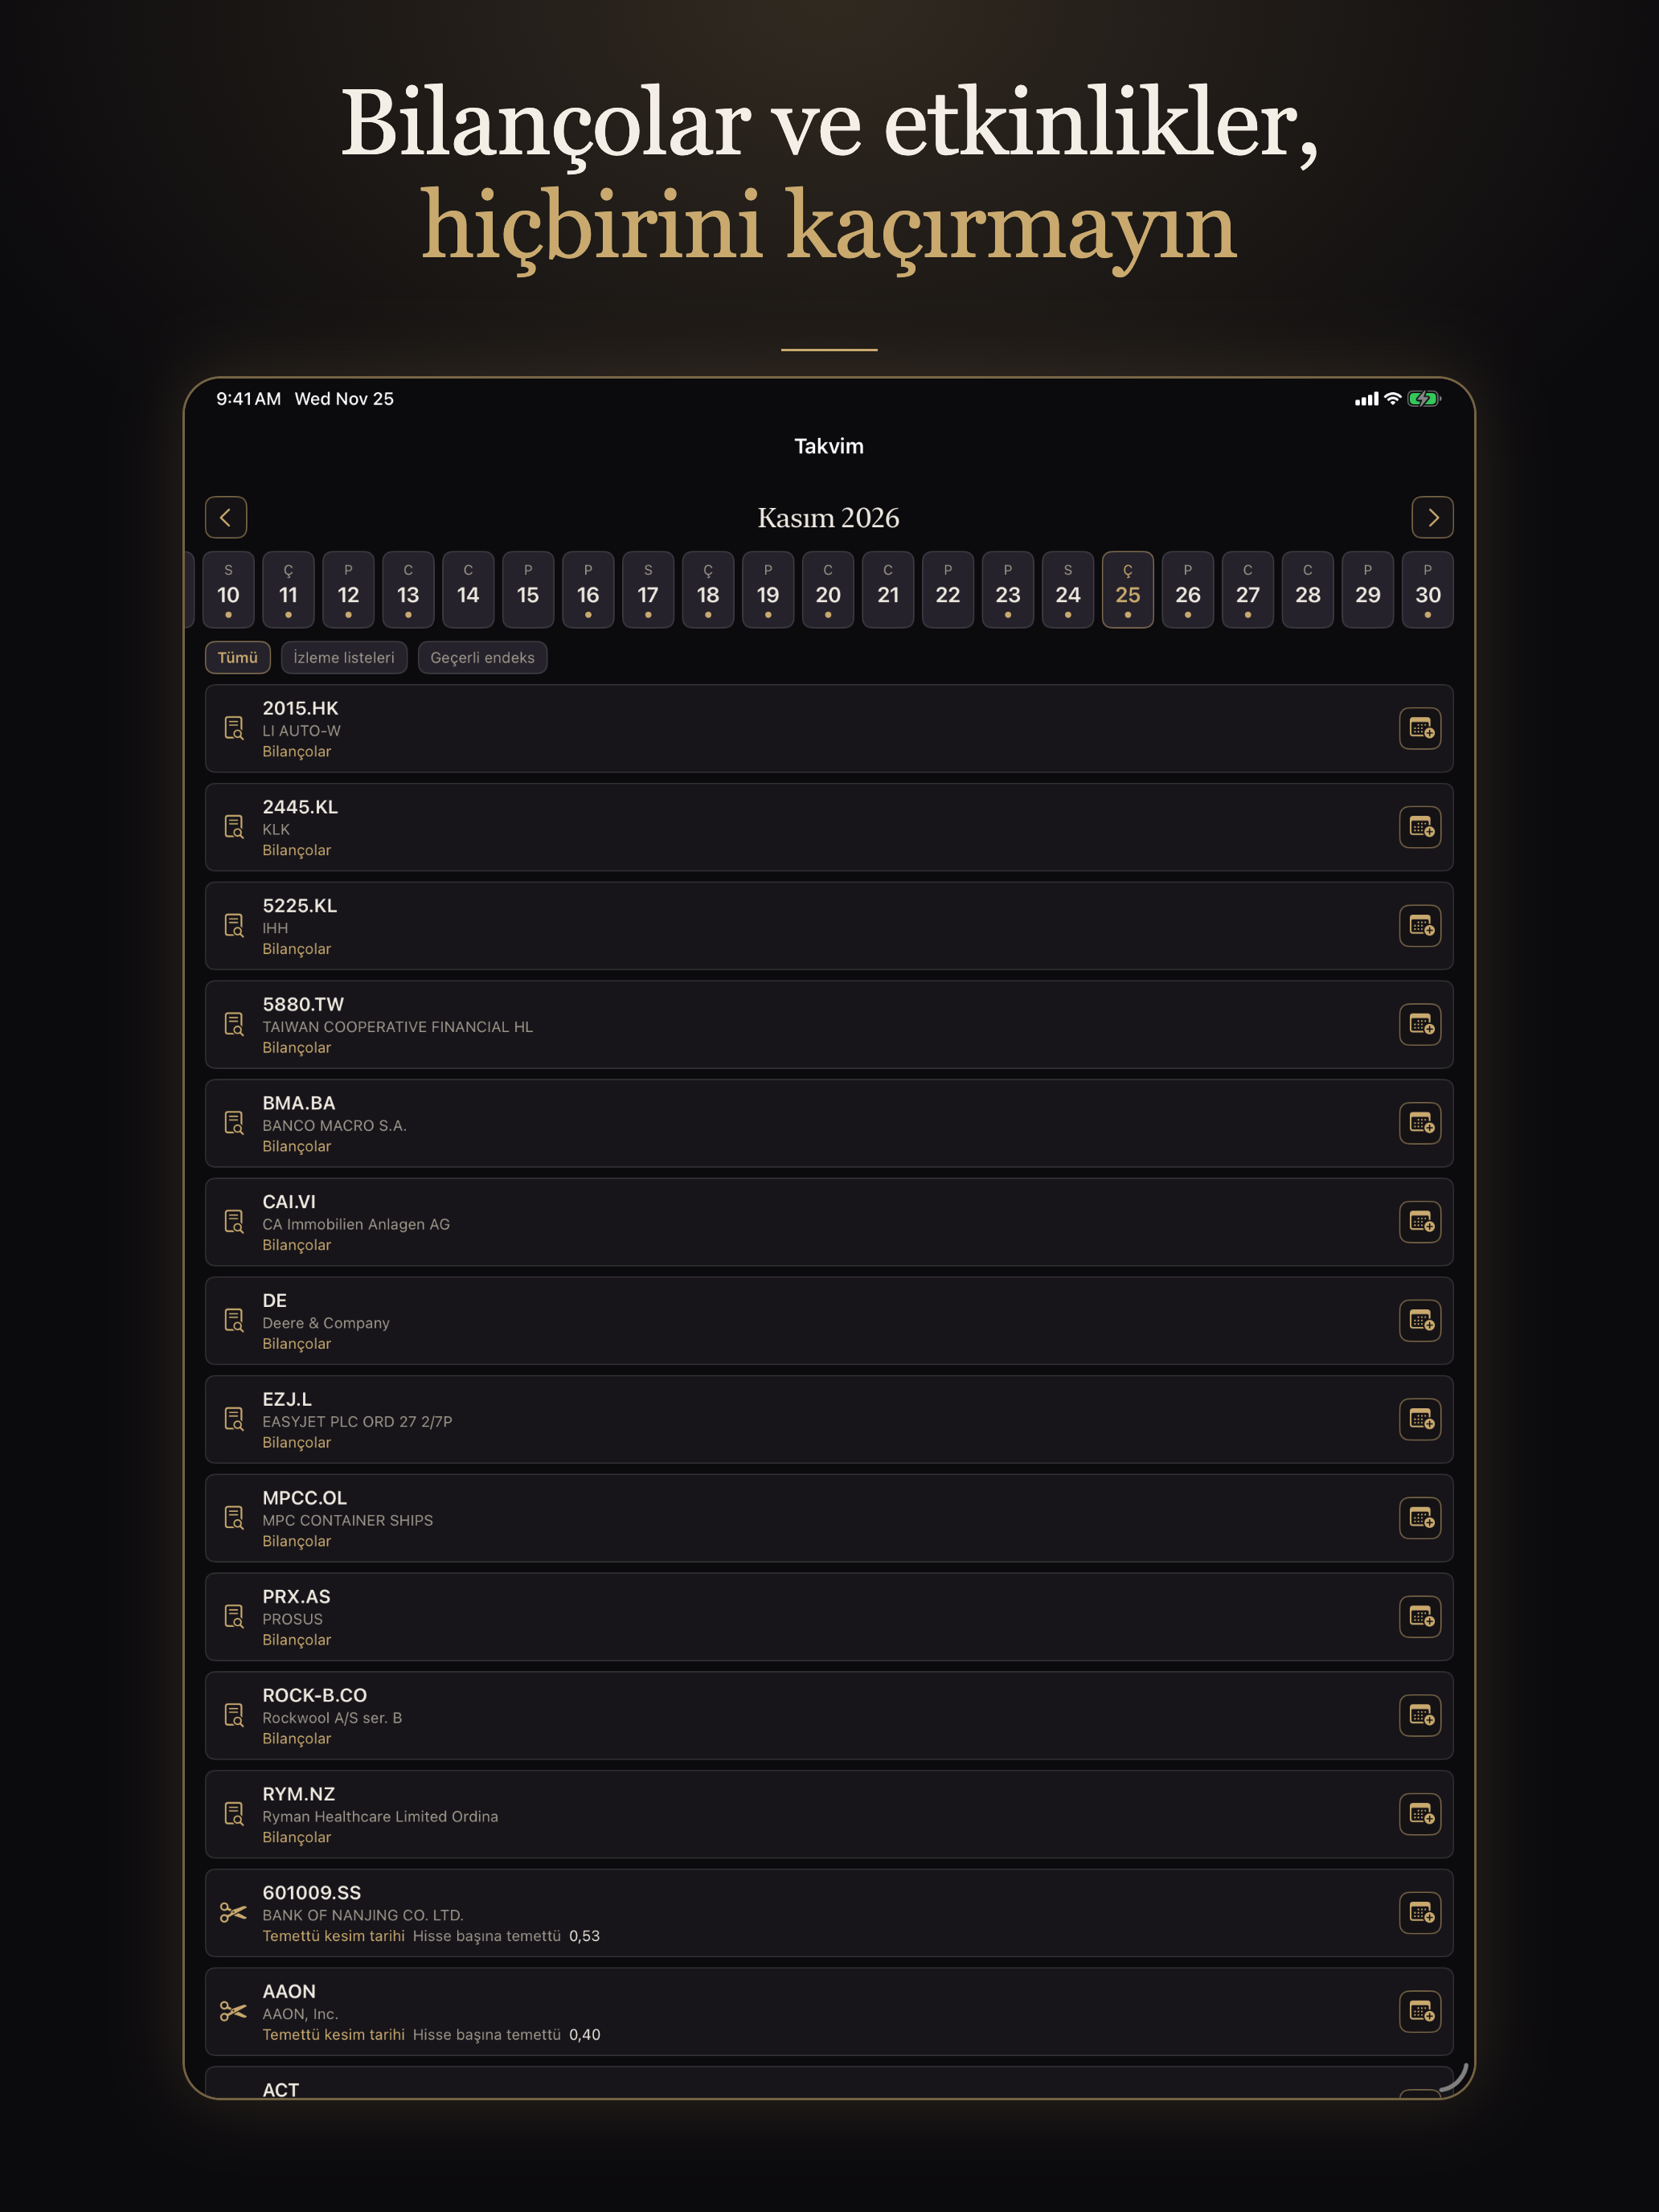 Bilançolar ve etkinlikler,
hiçbirini kaçırmayın
9:41 AM Wed Nov 25
Takvim
Kasım 2026
S Ç P C C P P S Ç P C C P P S Ç P C C P P
10 11 12 13 14 15 16 17 18 19 20 21 22 23 24 25 26 27 28 29 30
Tümü İzleme listeleri Geçerli endeks
2015.HK
LI AUTO-W
Bilançolar
2445.KL
KLK
Bilançolar
5225.KL
IHH
Bilançolar
5880.TW
TAIWAN COOPERATIVE FINANCIAL HL
Bilançolar
BMA.BA
BANCO MACRO S.A.
Bilançolar
CAI.VI
CA Immobilien Anlagen AG
Bilançolar
DE
Deere & Company
Bilançolar
EZJ.L
EASYJET PLC ORD 27 2/7P
Bilançolar
MPCC.OL
MPC CONTAINER SHIPS
Bilançolar
PRX.AS
PROSUS
Bilançolar
ROCK-B.CO
Rockwool A/S ser. B
Bilançolar
RYM.NZ
Ryman Healthcare Limited Ordina
Bilançolar
601009.SS
BANK OF NANJING CO. LTD.
Temettü kesim tarihi Hisse başına temettü 0,53
AAON
AAON, Inc.
Temettü kesim tarihi Hisse başına temettü 0,40
ACT